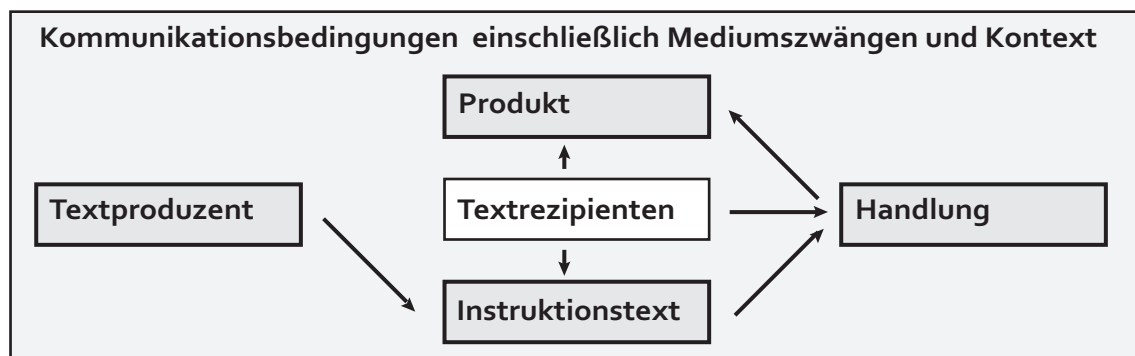 Kommunikationsbedingungen einschließlich Mediumszwängen und Kontext
Produkt
Textproduzent
Textrezipienten
Handlung
Instruktionstext